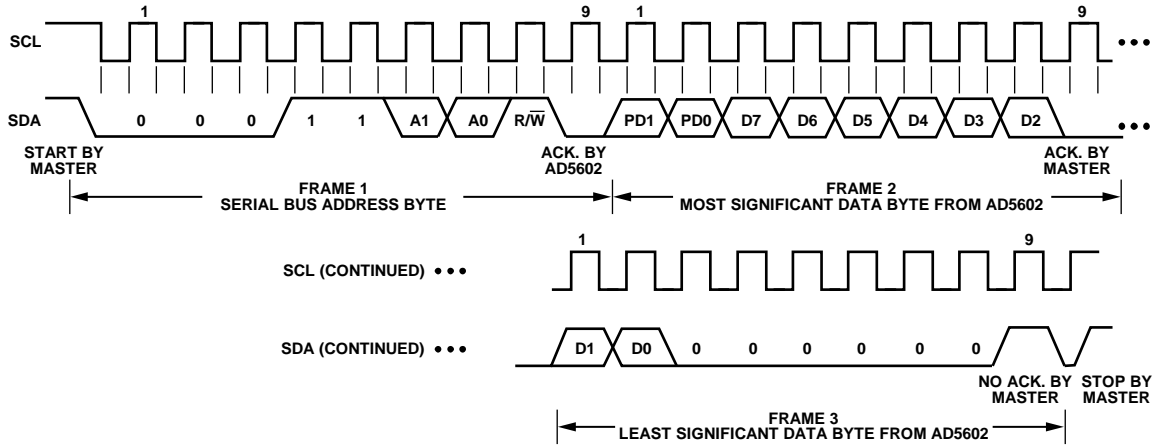 1 9 1 9
SCL
SDA 0 0 0 1 1 A1 A0 R/W̅ PD1 PD0 D7 D6 D5 D4 D3 D2
START BY
MASTER
ACK. BY
AD5602
ACK. BY
MASTER
FRAME 1
SERIAL BUS ADDRESS BYTE
FRAME 2
MOST SIGNIFICANT DATA BYTE FROM AD5602
1 9
SCL (CONTINUED)
SDA (CONTINUED) D1 D0 0 0 0 0 0 0
NO ACK. BY
MASTER
STOP BY
MASTER
FRAME 3
LEAST SIGNIFICANT DATA BYTE FROM AD5602